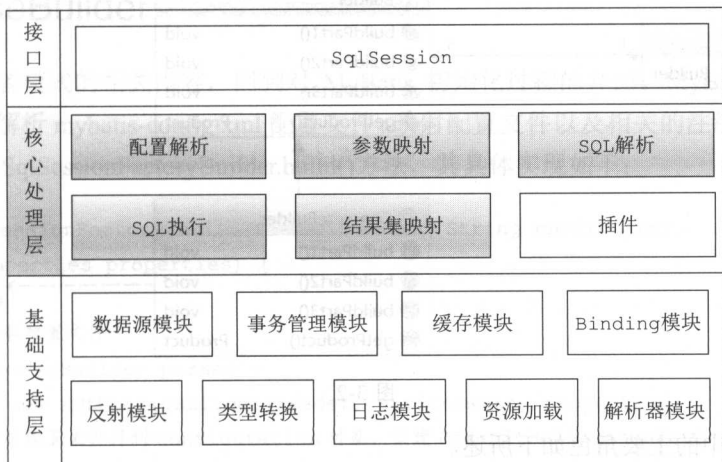 接口层
SqlSession
核心处理层
配置解析
参数映射
SQL解析
SQL执行
结果集映射
插件
基础支持层
数据源模块
事务管理模块
缓存模块
Binding模块
反射模块
类型转换
日志模块
资源加载
解析器模块